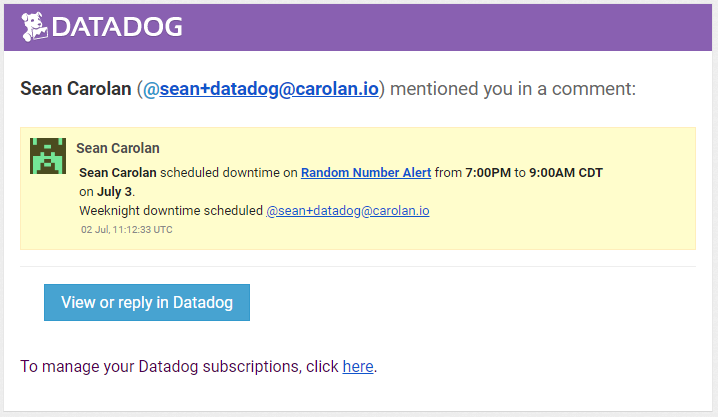 DATADOG
Sean Carolan (@sean+datadog@carolan.io) mentioned you in a comment:
Sean Carolan
Sean Carolan scheduled downtime on Random Number Alert from 7:00PM to 9:00AM CDT
on July 3.
Weeknight downtime scheduled @sean+datadog@carolan.io
02 Jul, 11:12:33 UTC
View or reply in Datadog
To manage your Datadog subscriptions, click here.